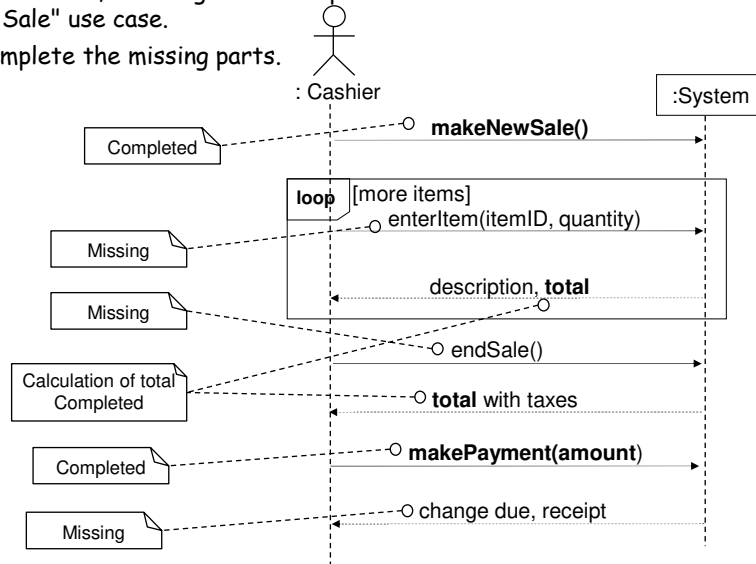 Sale" use case.
mplete the missing parts.
: Cashier
:System
makeNewSale()
Completed
loop
[more items]
enterItem(itemID, quantity)
Missing
description, total
Missing
endSale()
Calculation of total
Completed
total with taxes
makePayment(amount)
Completed
change due, receipt
Missing